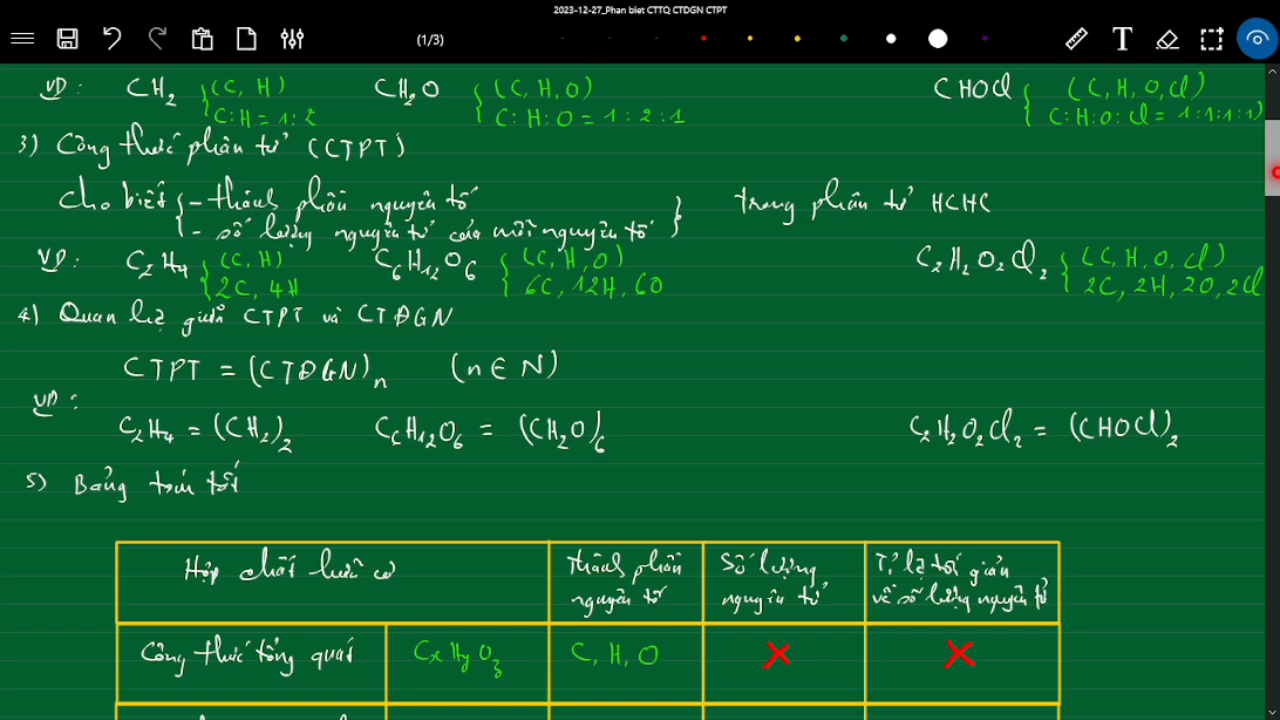 2023-12-27_Phan biet CTTQ CTDGN CTPT
(1/3)
T
VD: CH₂ { (C, H) CH₂O { (C, H, O) CHOCl { (C, H, O, Cl)
C:H = 1:2 C:H:O = 1:2:1 C:H:O:Cl = 1:1:1:1)
3) Công thức phân tử (CTPT)
Cho biết { - thành phần nguyên tố
- số lượng nguyên tử của mỗi nguyên tố } trong phân tử HCHC
VD: C₂H₄ { (C, H) C₆H₁₂O₆ { (C, H, O) C₂H₂O₂Cl₂ { (C, H, O, Cl)
2C, 4H 6C, 12H, 6O 2C, 2H, 2O, 2Cl
4) Quan hệ giữa CTPT và CTĐGN
CTPT = (CTĐGN)ₙ (n ∈ N)
VD:
C₂H₄ = (CH₂)₂ C₆H₁₂O₆ = (CH₂O)₆ C₂H₂O₂Cl₂ = (CHOCl)₂
5) Bảng tóm tắt
Hợp chất hữu cơ
Thành phần
nguyên tố
Số lượng
nguyên tử
Tỉ lệ tối giản
về số lượng nguyên tử
Công thức tổng quát CxHyOz C, H, O ✗ ✗